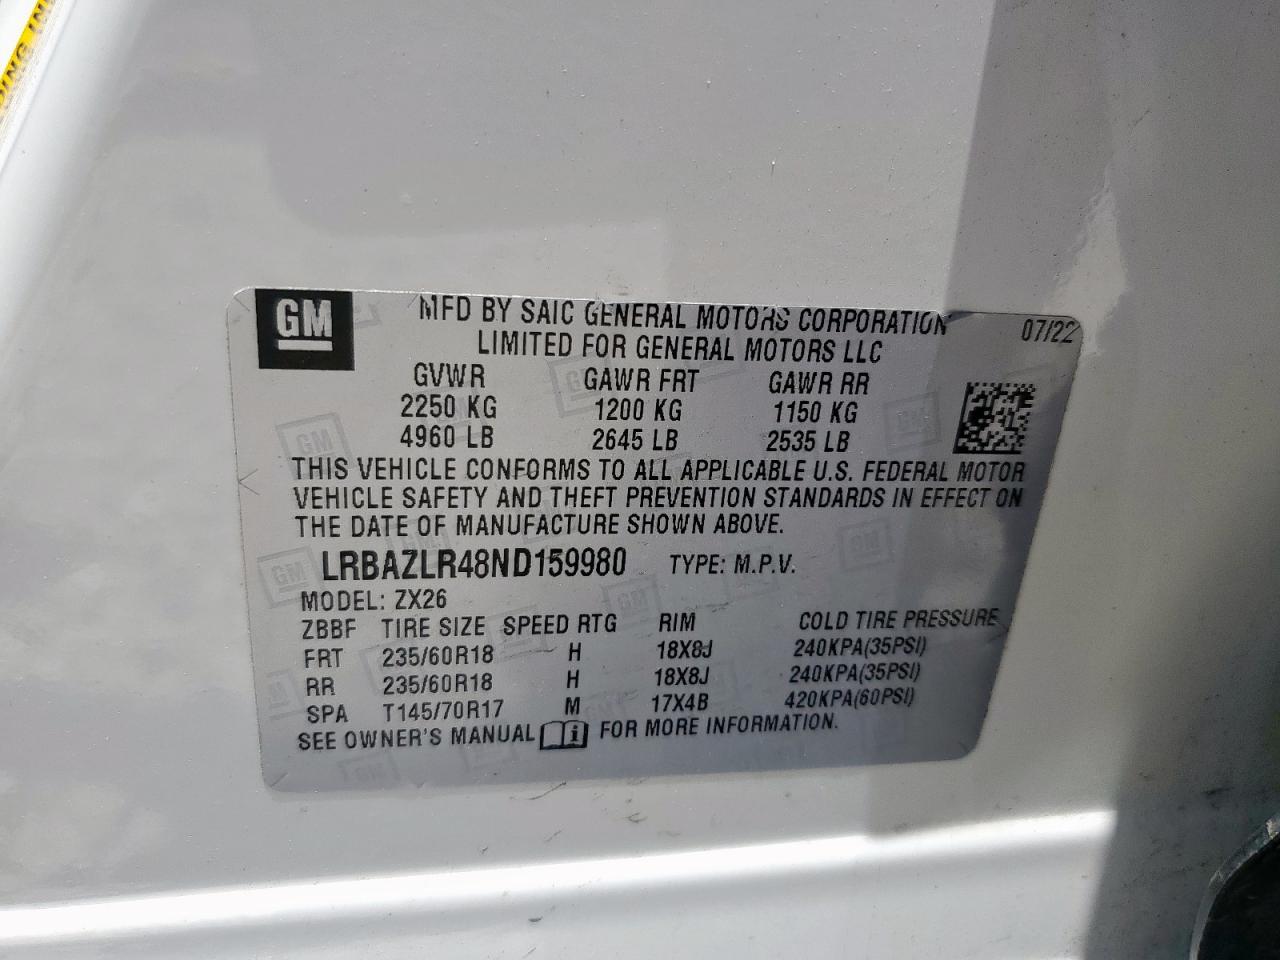 DING IN
GM
MFD BY SAIC GENERAL MOTORS CORPORATION
LIMITED FOR GENERAL MOTORS LLC
07/22
GVWR GAWR FRT GAWR RR
2250 KG 1200 KG 1150 KG
4960 LB 2645 LB 2535 LB
THIS VEHICLE CONFORMS TO ALL APPLICABLE U.S. FEDERAL MOTOR
VEHICLE SAFETY AND THEFT PREVENTION STANDARDS IN EFFECT ON
THE DATE OF MANUFACTURE SHOWN ABOVE.
LRBAZLR48ND159980 TYPE: M.P.V.
MODEL: ZX26
ZBBF TIRE SIZE SPEED RTG RIM COLD TIRE PRESSURE
FRT 235/60R18 H 18X8J 240KPA(35PSI)
RR 235/60R18 H 18X8J 240KPA(35PSI)
SPA T145/70R17 M 17X4B 420KPA(60PSI)
SEE OWNER'S MANUAL FOR MORE INFORMATION.